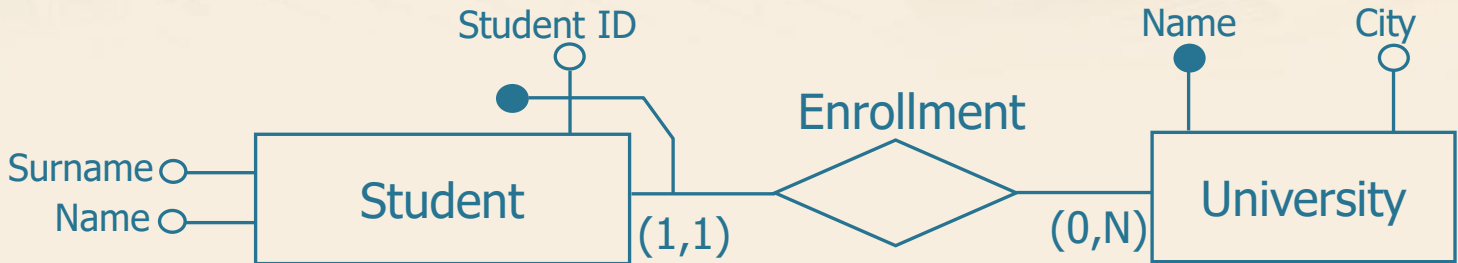 Student ID
Name
City
Enrollment
Surname
Name
Student
University
(1,1)
(0,N)